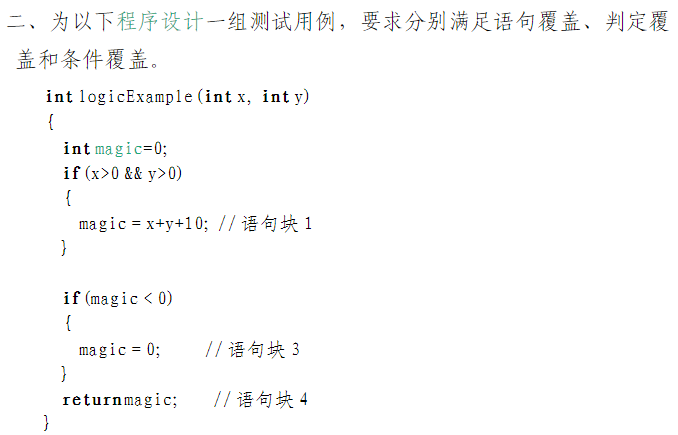 二、为以下程序设计一组测试用例，要求分别满足语句覆盖、判定覆
盖和条件覆盖。
int logicExample(int x, int y)
{
int magic=0;
if(x>0 && y>0)
{
magic = x+y+10; // 语句块 1
}
if(magic < 0)
{
magic = 0; // 语句块 3
}
returnmagic; // 语句块 4
}